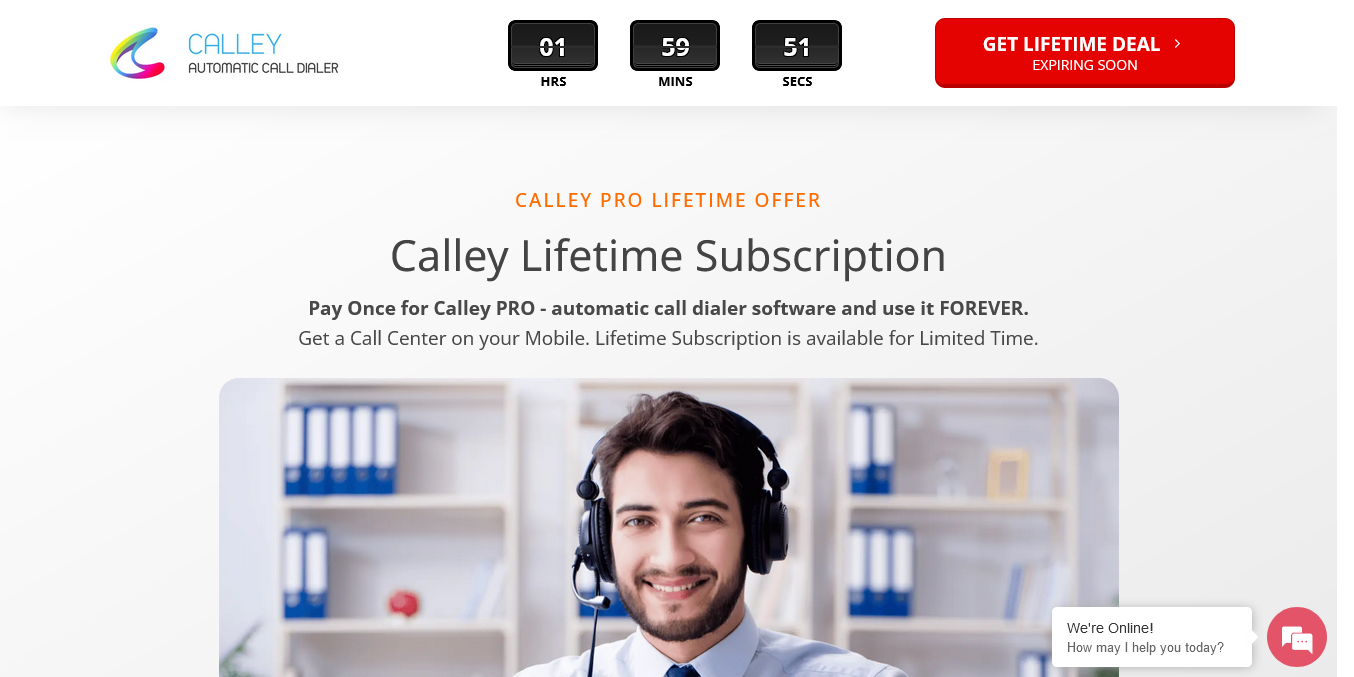 CALLEY
AUTOMATIC CALL DIALER
01
59
51
HRS
MINS
SECS
GET LIFETIME DEAL
EXPIRING SOON
CALLEY PRO LIFETIME OFFER
Calley Lifetime Subscription
Pay Once for Calley PRO - automatic call dialer software and use it FOREVER.
Get a Call Center on your Mobile. Lifetime Subscription is available for Limited Time.
We're Online!
How may I help you today?